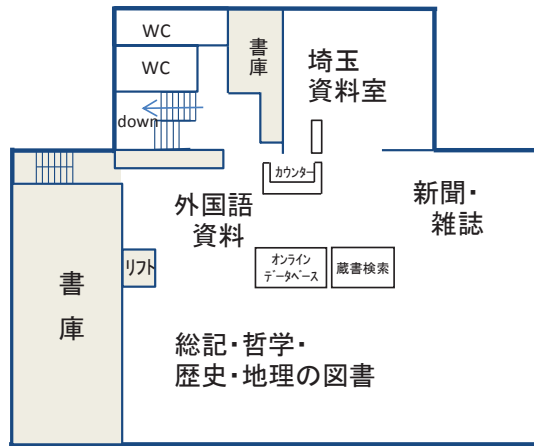 WC
WC
down
書
庫
埼玉
資料室
カウンター
新聞・
雑誌
外国語
資料
リフト
オンライン
データベース
蔵書検索
書
庫
総記・哲学・
歴史・地理の図書